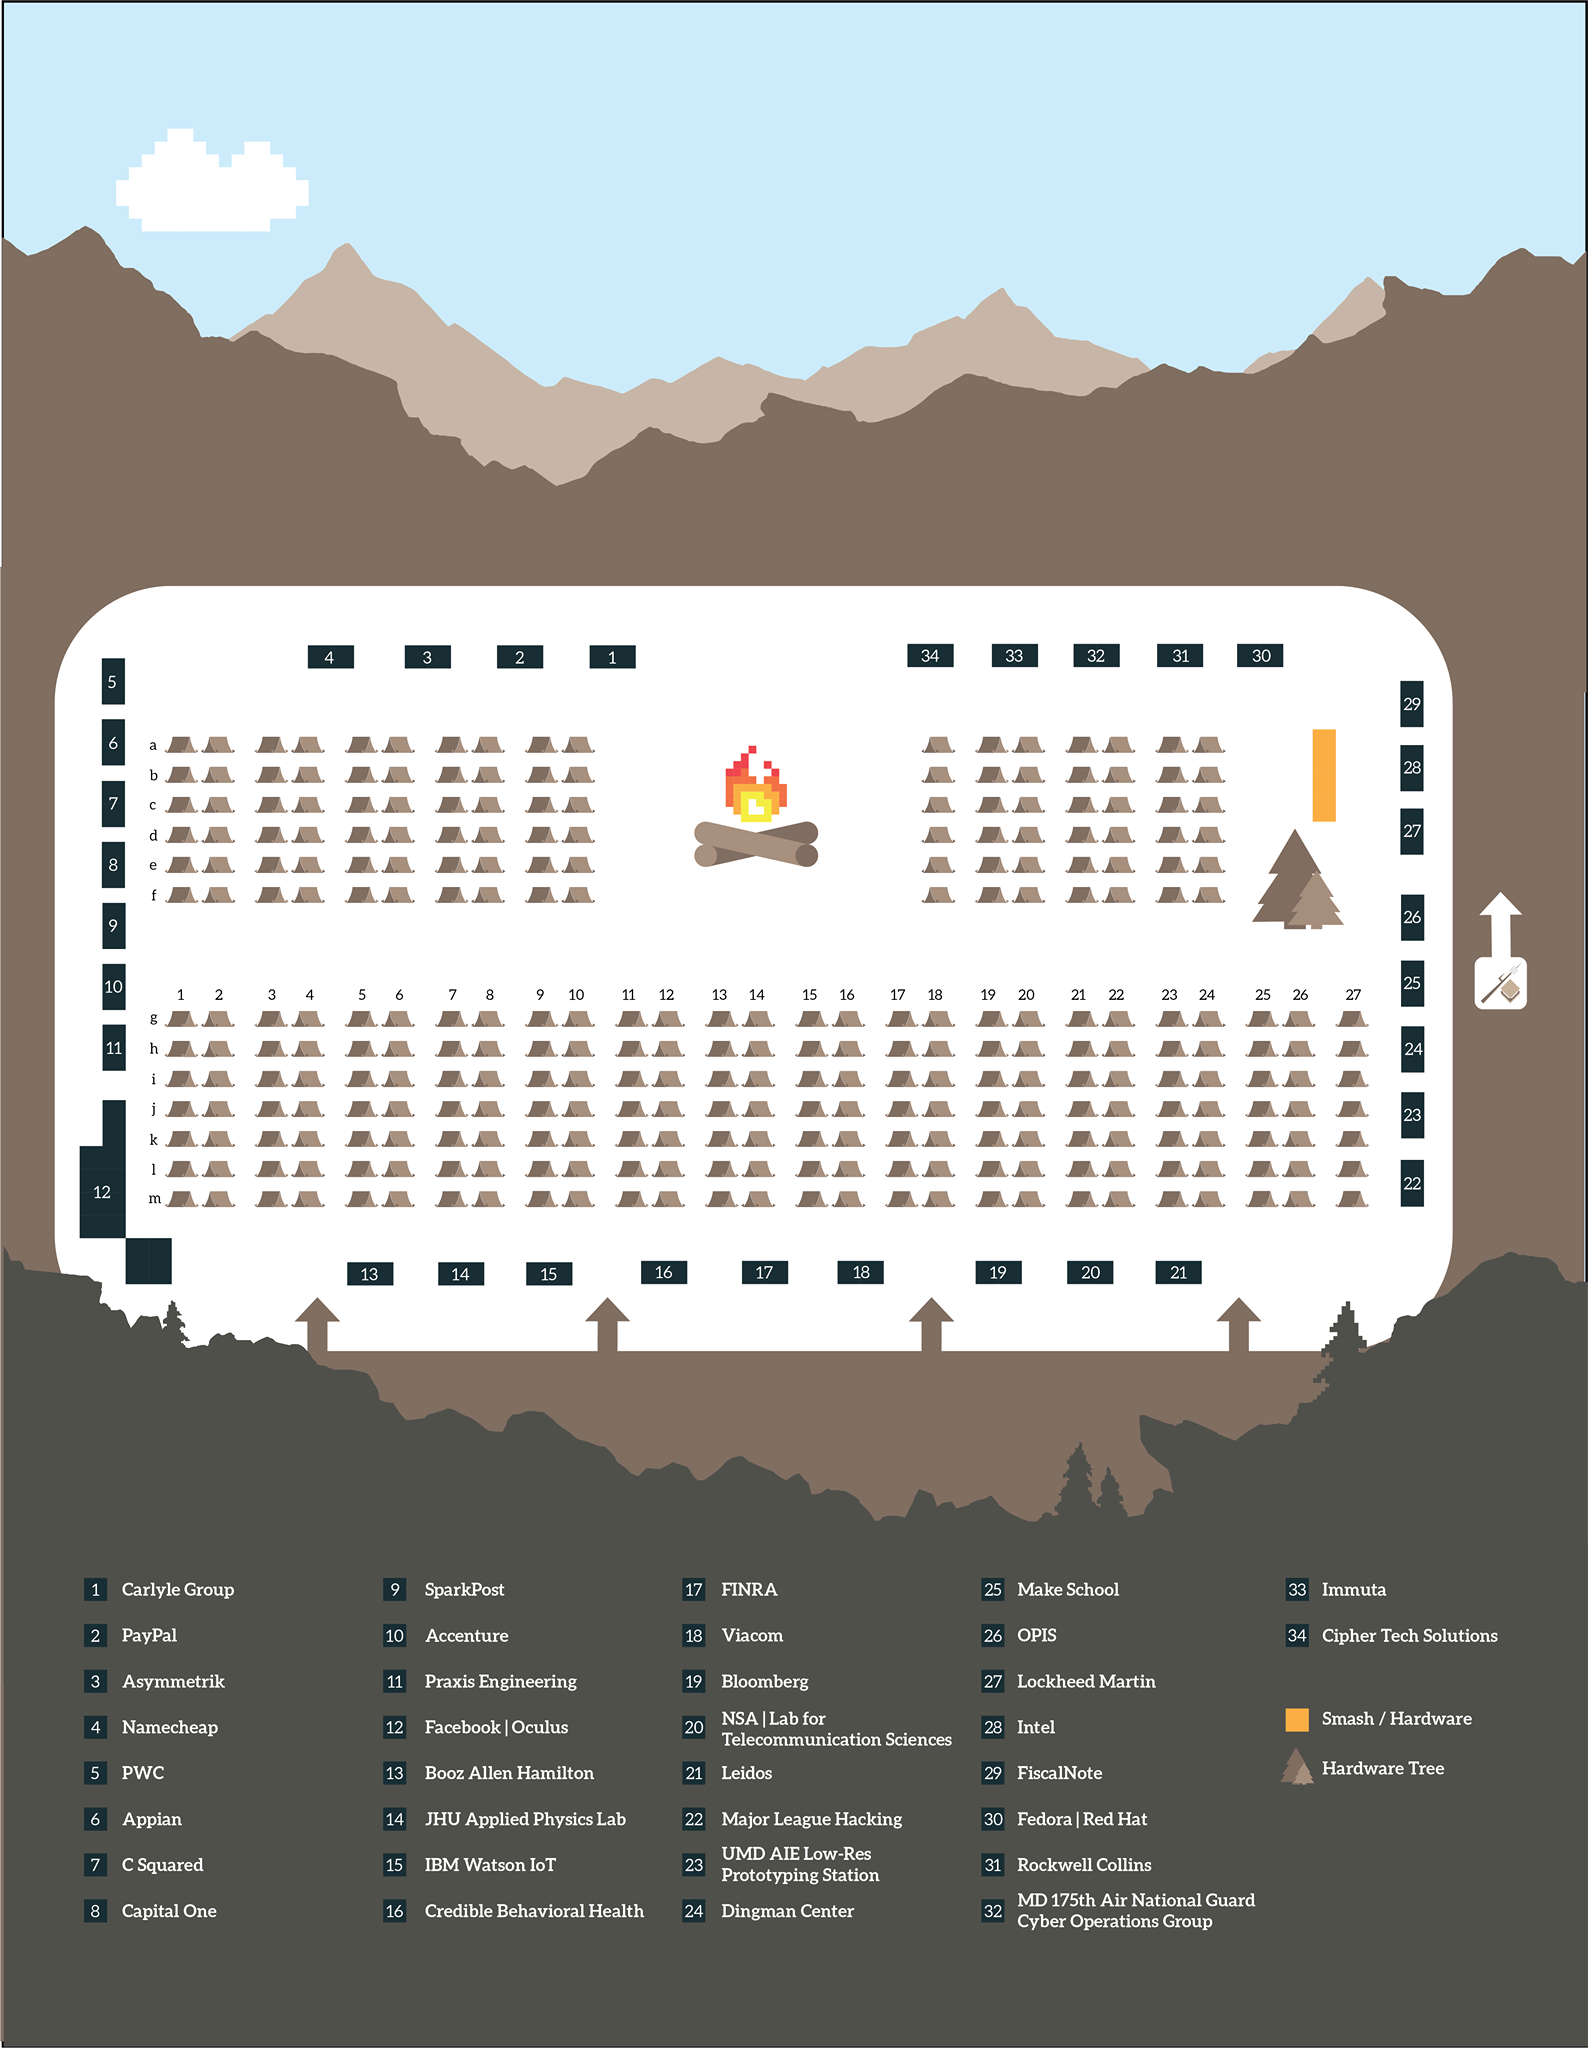 4 3 2 1 34 33 32 31 30
5
29
6
a
b
28
7
c
27
d
8
e
f
26
9
25
10
1 2 3 4 5 6 7 8 9 10 11 12 13 14 15 16 17 18 19 20 21 22 23 24 25 26 27
g
11
h
24
i
j
23
k
l
22
12
m
13 14 15 16 17 18 19 20 21
1 Carlyle Group
2 PayPal
3 Asymmetrik
4 Namecheap
5 PWC
6 Appian
7 C Squared
8 Capital One
9 SparkPost
10 Accenture
11 Praxis Engineering
12 Facebook | Oculus
13 Booz Allen Hamilton
14 JHU Applied Physics Lab
15 IBM Watson IoT
16 Credible Behavioral Health
17 FINRA
18 Viacom
19 Bloomberg
20 NSA | Lab for
Telecommunication Sciences
21 Leidos
22 Major League Hacking
23 UMD AIE Low-Res
Prototyping Station
24 Dingman Center
25 Make School
26 OPIS
27 Lockheed Martin
28 Intel
29 FiscalNote
30 Fedora | Red Hat
31 Rockwell Collins
32 MD 175th Air National Guard
Cyber Operations Group
33 Immuta
34 Cipher Tech Solutions
Smash / Hardware
Hardware Tree